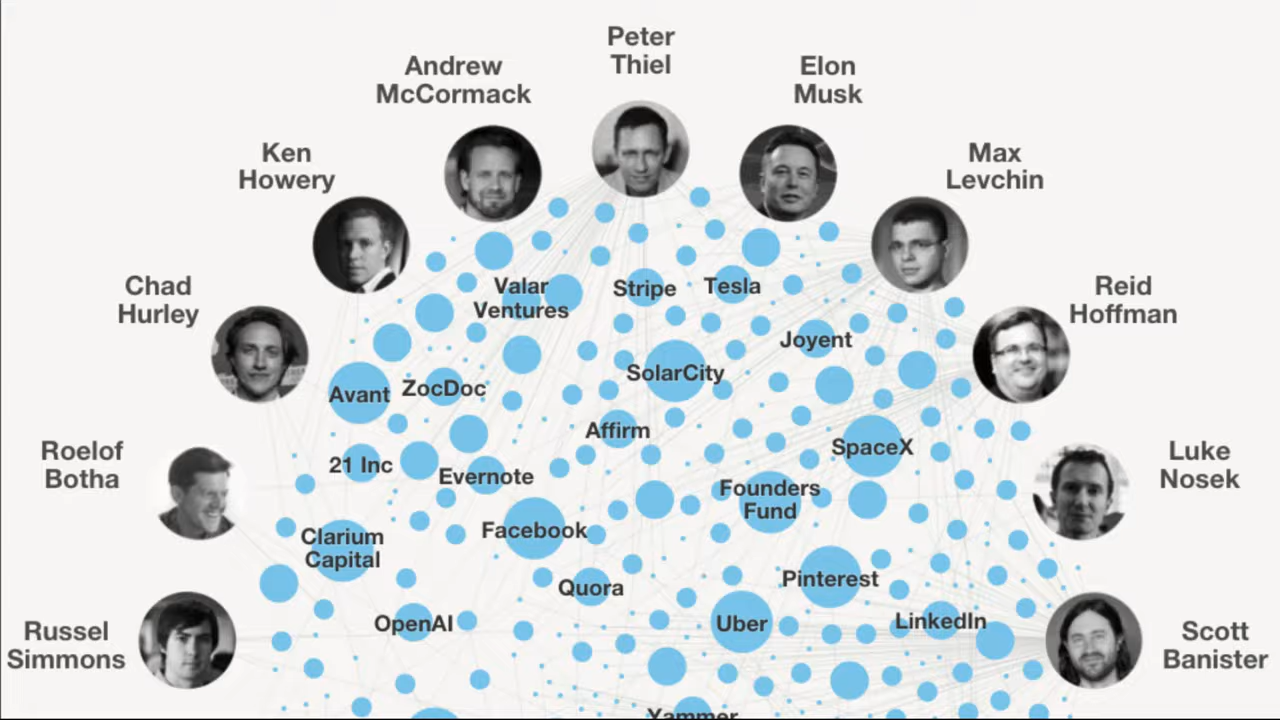 Peter
Thiel
Andrew
McCormack
Elon
Musk
Ken
Howery
Max
Levchin
Chad
Hurley
Reid
Hoffman
Valar
Ventures
Stripe
Tesla
Joyent
SolarCity
Avant
ZocDoc
Affirm
SpaceX
Roelof
Botha
Luke
Nosek
21 Inc
Evernote
Founders
Fund
Facebook
Clarium
Capital
Pinterest
Quora
OpenAI
Uber
LinkedIn
Russel
Simmons
Scott
Banister
Yammer